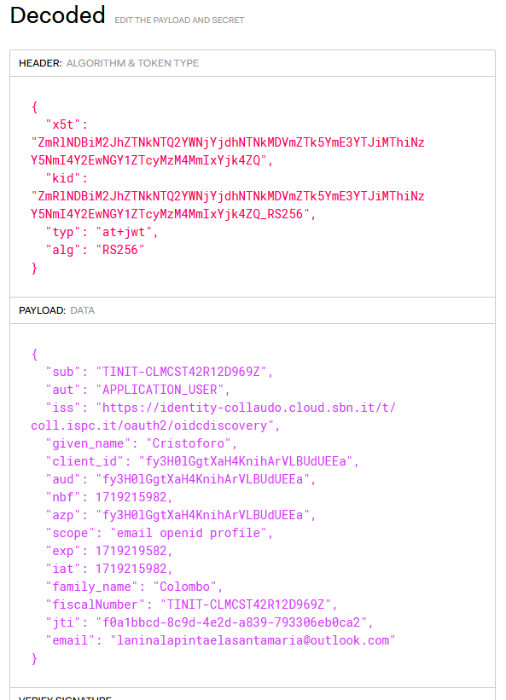 Decoded EDIT THE PAYLOAD AND SECRET
HEADER: ALGORITHM & TOKEN TYPE
{
"x5t":
"ZmRlNDBiM2JhZTNkNTQ2YWNjYjdhNTNkMDVmZTk5YmE3YTJiMThiNz
Y5NmI4Y2EwNGY1ZTcyMzM4MmIxYjk4ZQ",
"kid":
"ZmRlNDBiM2JhZTNkNTQ2YWNjYjdhNTNkMDVmZTk5YmE3YTJiMThiNz
Y5NmI4Y2EwNGY1ZTcyMzM4MmIxYjk4ZQ_RS256",
"typ": "at+jwt",
"alg": "RS256"
}
PAYLOAD: DATA
{
"sub": "TINIT-CLMCST42R12D969Z",
"aut": "APPLICATION_USER",
"iss": "https://identity-collaudo.cloud.sbn.it/t/
coll.ispc.it/oauth2/oidcdiscovery",
"given_name": "Cristoforo",
"client_id": "fy3H0lGgtXaH4KnihArVLBUdUEEa",
"aud": "fy3H0lGgtXaH4KnihArVLBUdUEEa",
"nbf": 1719215982,
"azp": "fy3H0lGgtXaH4KnihArVLBUdUEEa",
"scope": "email openid profile",
"exp": 1719219582,
"iat": 1719215982,
"family_name": "Colombo",
"fiscalNumber": "TINIT-CLMCST42R12D969Z",
"jti": "f0a1bbcd-8c9d-4e2d-a839-793306eb0ca2",
"email": "laninalapintaelasantamaria@outlook.com"
}
VERIFY SIGNATURE